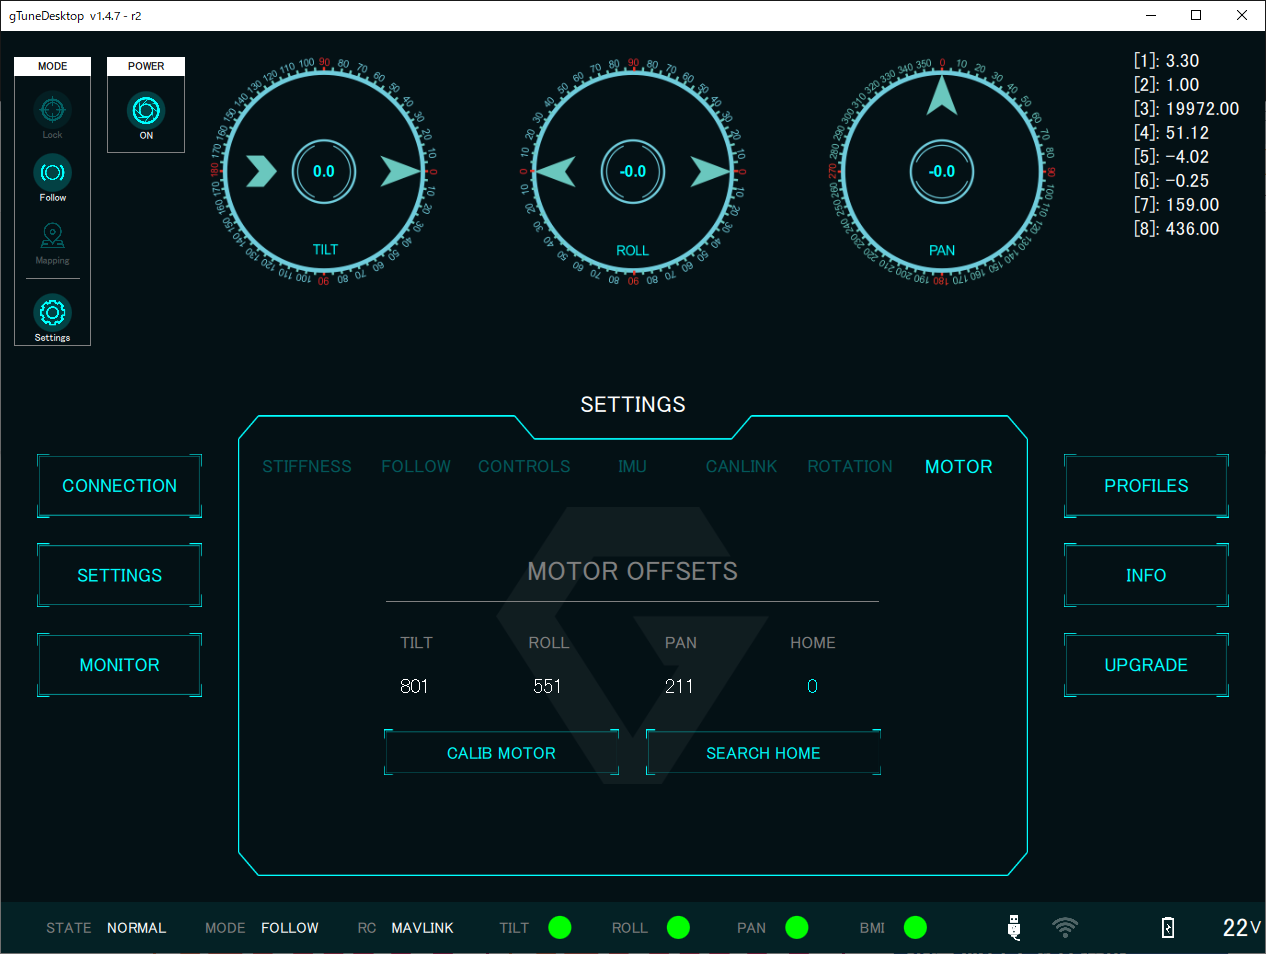 gTuneDesktop v1.4.7 - r2
MODE
Lock
Follow
Mapping
Settings
POWER
ON
0.0
TILT
-0.0
ROLL
-0.0
PAN
[1]: 3.30
[2]: 1.00
[3]: 19972.00
[4]: 51.12
[5]: -4.02
[6]: -0.25
[7]: 159.00
[8]: 436.00
SETTINGS
STIFFNESS FOLLOW CONTROLS IMU CANLINK ROTATION MOTOR
CONNECTION
SETTINGS
MONITOR
MOTOR OFFSETS
TILT ROLL PAN HOME
801 551 211 0
CALIB MOTOR SEARCH HOME
PROFILES
INFO
UPGRADE
STATE NORMAL MODE FOLLOW RC MAVLINK TILT ROLL PAN BMI 22V